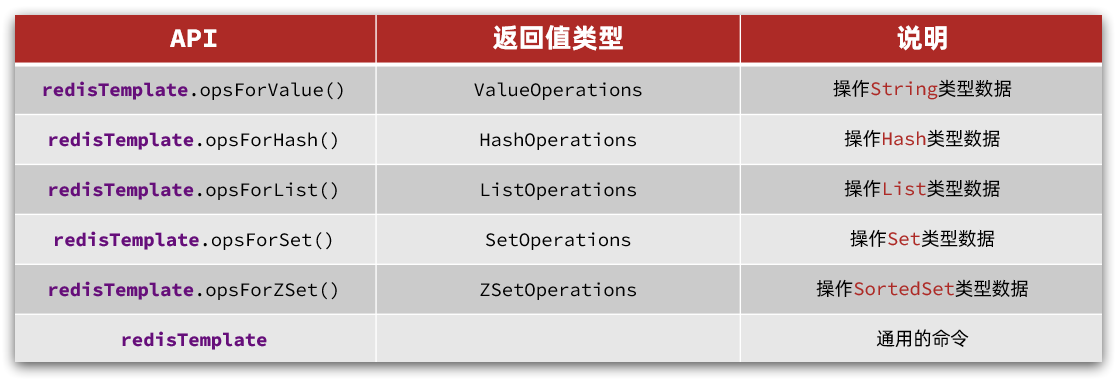 API 返回值类型 说明
redisTemplate.opsForValue() ValueOperations 操作String类型数据
redisTemplate.opsForHash() HashOperations 操作Hash类型数据
redisTemplate.opsForList() ListOperations 操作List类型数据
redisTemplate.opsForSet() SetOperations 操作Set类型数据
redisTemplate.opsForZSet() ZSetOperations 操作SortedSet类型数据
redisTemplate 通用的命令